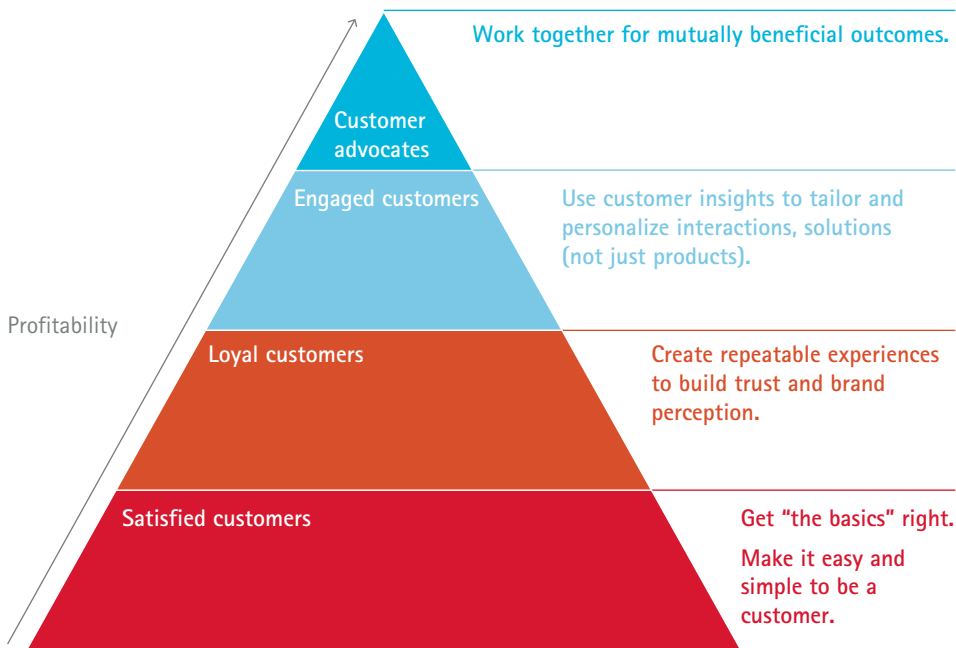 Work together for mutually beneficial outcomes.
Customer
advocates
Engaged customers
Use customer insights to tailor and
personalize interactions, solutions
(not just products).
Profitability
Loyal customers
Create repeatable experiences
to build trust and brand
perception.
Satisfied customers
Get “the basics” right.
Make it easy and
simple to be a
customer.